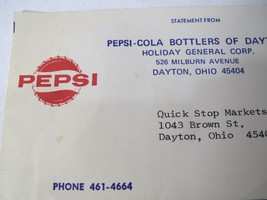 STATEMENT FROM
PEPSI-COLA BOTTLERS OF DAYT
HOLIDAY GENERAL CORP.
526 MILBURN AVENUE
DAYTON, OHIO 45404
PEPSI
Quick Stop Markets
1043 Brown St.
Dayton, Ohio 454
PHONE 461-4664